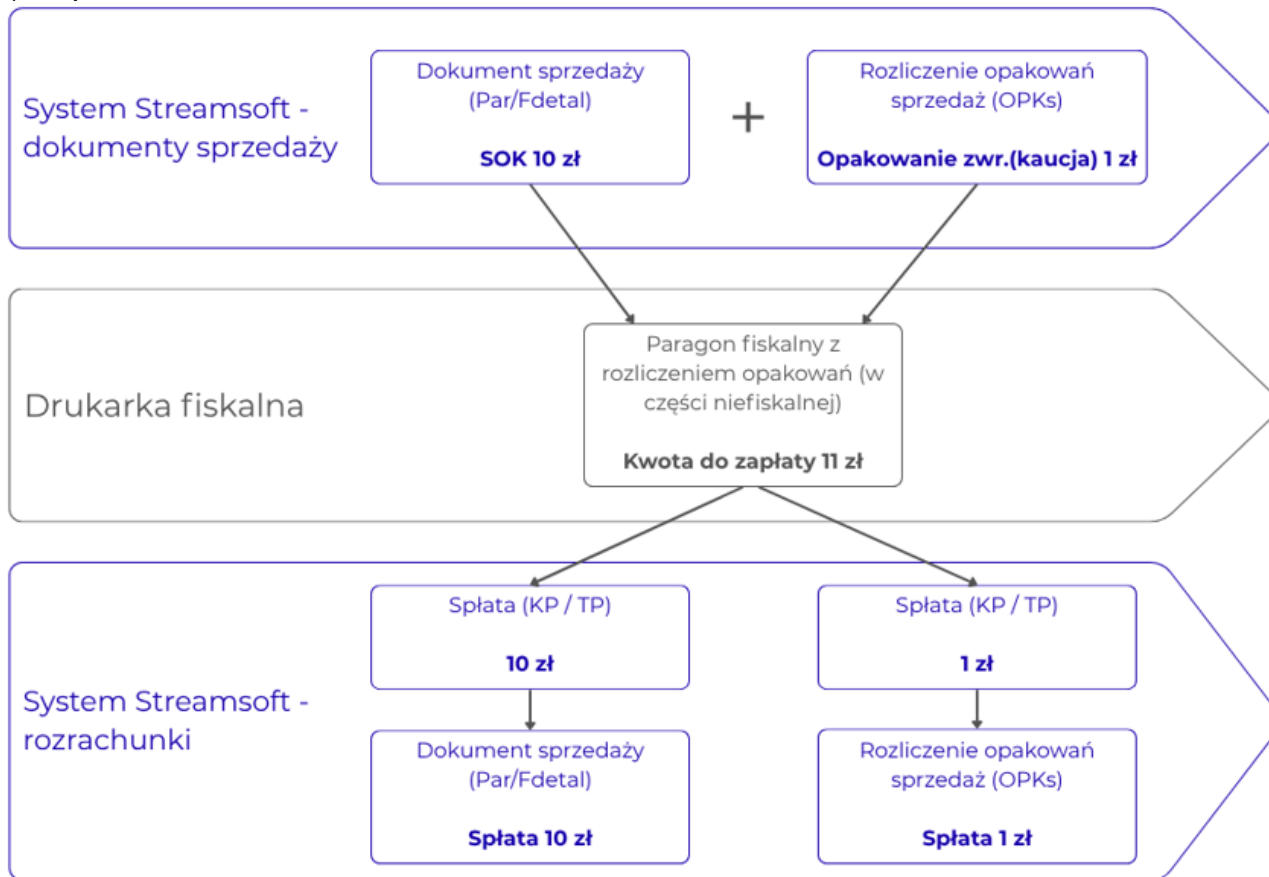 System Streamsoft -
dokumenty sprzedaży
Dokument sprzedaży
(Par/Fdetal)
SOK 10 zł
+
Rozliczenie opakowań
sprzedaż (OPKs)
Opakowanie zwr.(kaucja) 1 zł
Drukarka fiskalna
Paragon fiskalny z
rozliczeniem opakowań (w
części niefiskalnej)
Kwota do zapłaty 11 zł
System Streamsoft -
rozrachunki
Spłata (KP / TP)
10 zł
Spłata (KP / TP)
1 zł
Dokument sprzedaży
(Par/Fdetal)
Spłata 10 zł
Rozliczenie opakowań
sprzedaż (OPKs)
Spłata 1 zł